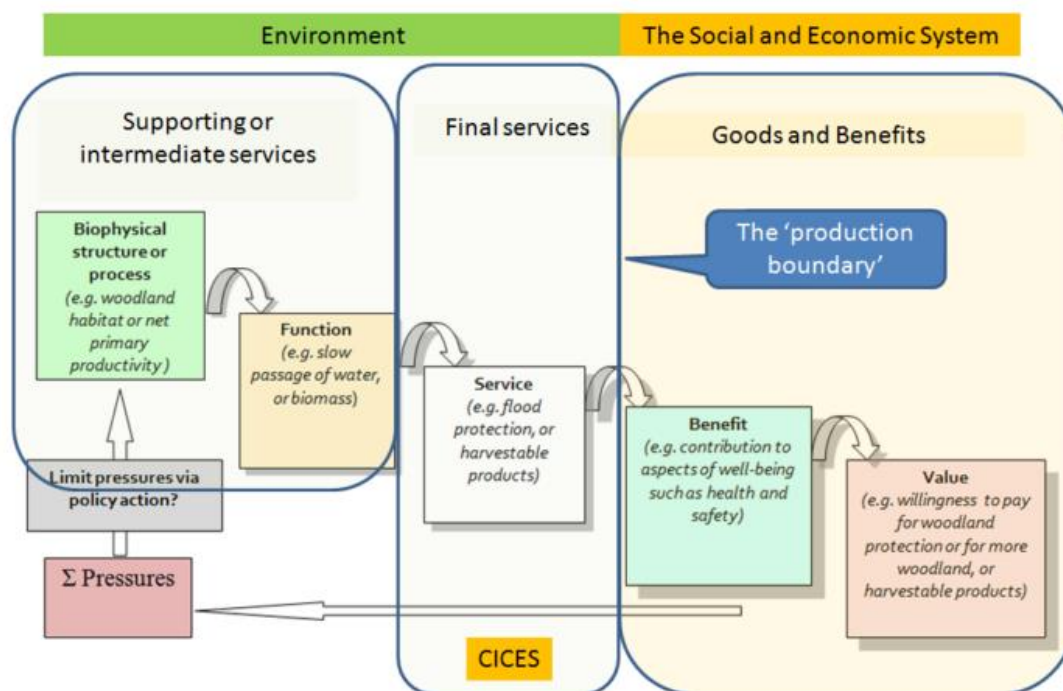 Environment
The Social and Economic System
Supporting or
intermediate services
Final services
Goods and Benefits
Biophysical
structure or
process
(e.g. woodland
habitat or net
primary
productivity )
The ‘production
boundary’
Function
(e.g. slow
passage of water,
or biomass)
Service
(e.g. flood
protection, or
harvestable
products)
Benefit
(e.g. contribution to
aspects of well-being
such as health and
safety)
Value
(e.g. willingness to pay
for woodland
protection or for more
woodland, or
harvestable products)
Limit pressures via
policy action?
Σ Pressures
CICES